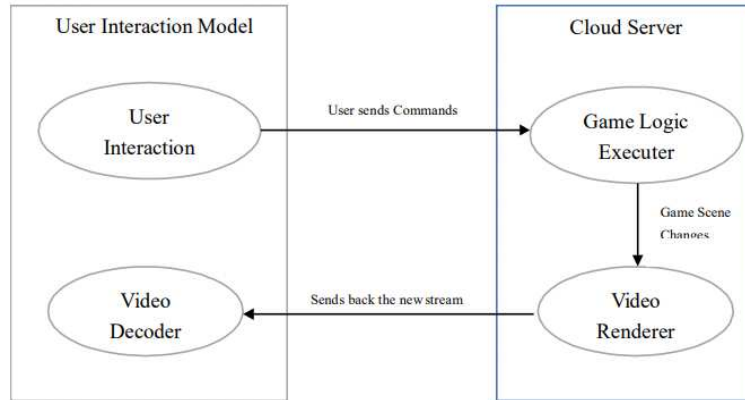 User Interaction Model
Cloud Server
User
Interaction
User sends Commands
Game Logic
Executer
Game Scene
Changes
Video
Decoder
Sends back the new stream
Video
Renderer